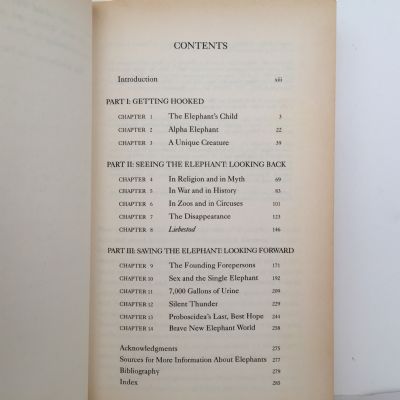 CONTENTS
Introduction xiii
PART I: GETTING HOOKED
CHAPTER 1 The Elephant's Child 3
CHAPTER 2 Alpha Elephant 22
CHAPTER 3 A Unique Creature 39
PART II: SEEING THE ELEPHANT: LOOKING BACK
CHAPTER 4 In Religion and in Myth 69
CHAPTER 5 In War and in History 83
CHAPTER 6 In Zoos and in Circuses 101
CHAPTER 7 The Disappearance 123
CHAPTER 8 Liebestod 146
PART III: SAVING THE ELEPHANT: LOOKING FORWARD
CHAPTER 9 The Founding Forepersons 171
CHAPTER 10 Sex and the Single Elephant 192
CHAPTER 11 7,000 Gallons of Urine 209
CHAPTER 12 Silent Thunder 229
CHAPTER 13 Proboscidea's Last, Best Hope 244
CHAPTER 14 Brave New Elephant World 258
Acknowledgments 275
Sources for More Information About Elephants 277
Bibliography 279
Index 285